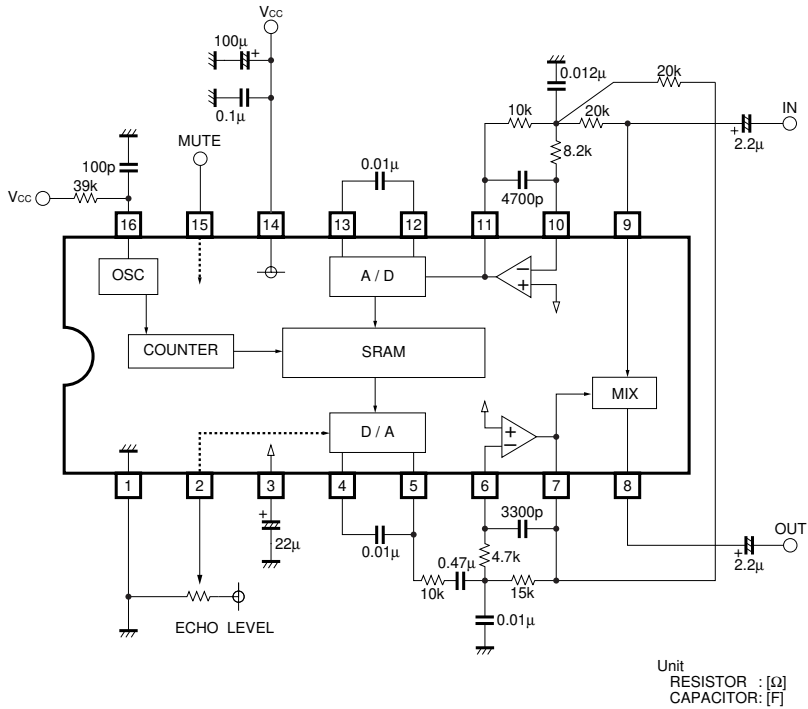 Vcc
100μ +
0.1μ
MUTE
0.012μ
20k
10k
20k
IN
+ 2.2μ
8.2k
100p
0.01μ
4700p
Vcc
39k
16
15
14
13
12
11
10
9
OSC
A / D
−
+
COUNTER
SRAM
MIX
D / A
+
−
1
2
3
4
5
6
7
8
+
22μ
0.01μ
3300p
OUT
+ 2.2μ
4.7k
0.47μ
10k
15k
0.01μ
ECHO LEVEL
Unit
RESISTOR : [Ω]
CAPACITOR: [F]